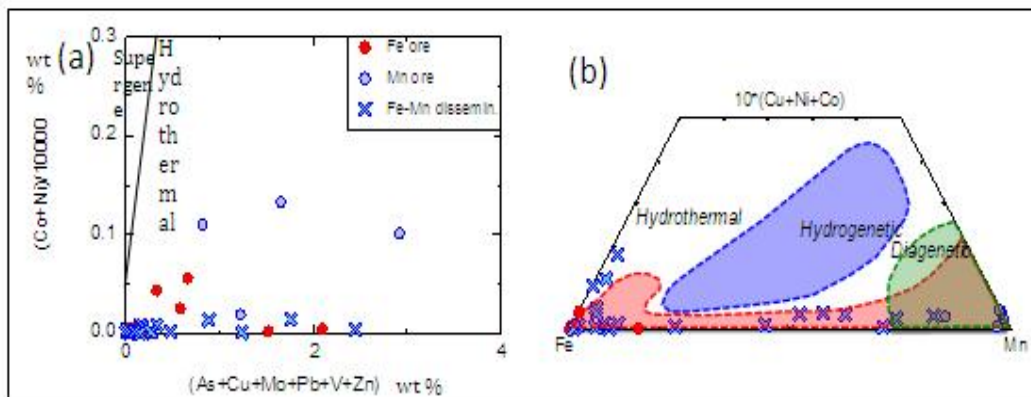 (a)
0.3
0.2
0.1
0.0
wt
%
(Co+Ni)/10000
Supe
rgen
e
H
yd
ro
th
er
m
al
Fe ore
Mn ore
Fe-Mn dissemin.
0
2
4
(As+Cu+Mo+Pb+V+Zn) wt %
(b)
10*(Cu+Ni+Co)
Hydrothermal
Hydrogenetic
Diagenetic
Fe
Mn